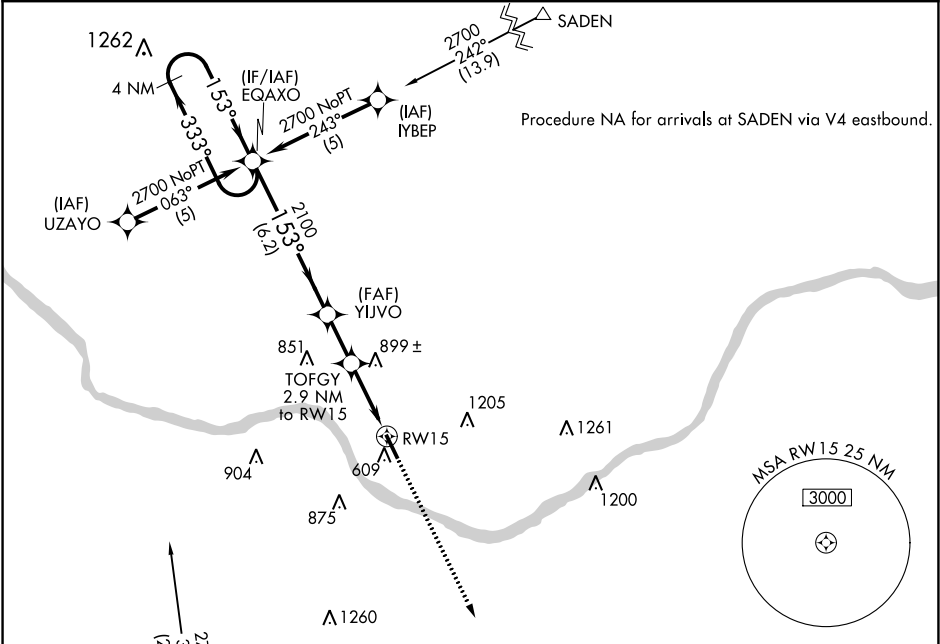 SADEN
2700
242°
(13.9)
1262
4 NM
(IF/IAF)
EQAXO
153°
333°
2700 NoPT
243°
(5)
(IAF)
IYBEP
Procedure NA for arrivals at SADEN via V4 eastbound.
2700 NoPT
063°
(5)
(IAF)
UZAYO
2100
153°
(6.2)
(FAF)
YIJVO
851
899 ±
TOFGY
2.9 NM
to RW15
1205
RW15
1261
904
609
875
1200
MSA RW15 25 NM
3000
1260